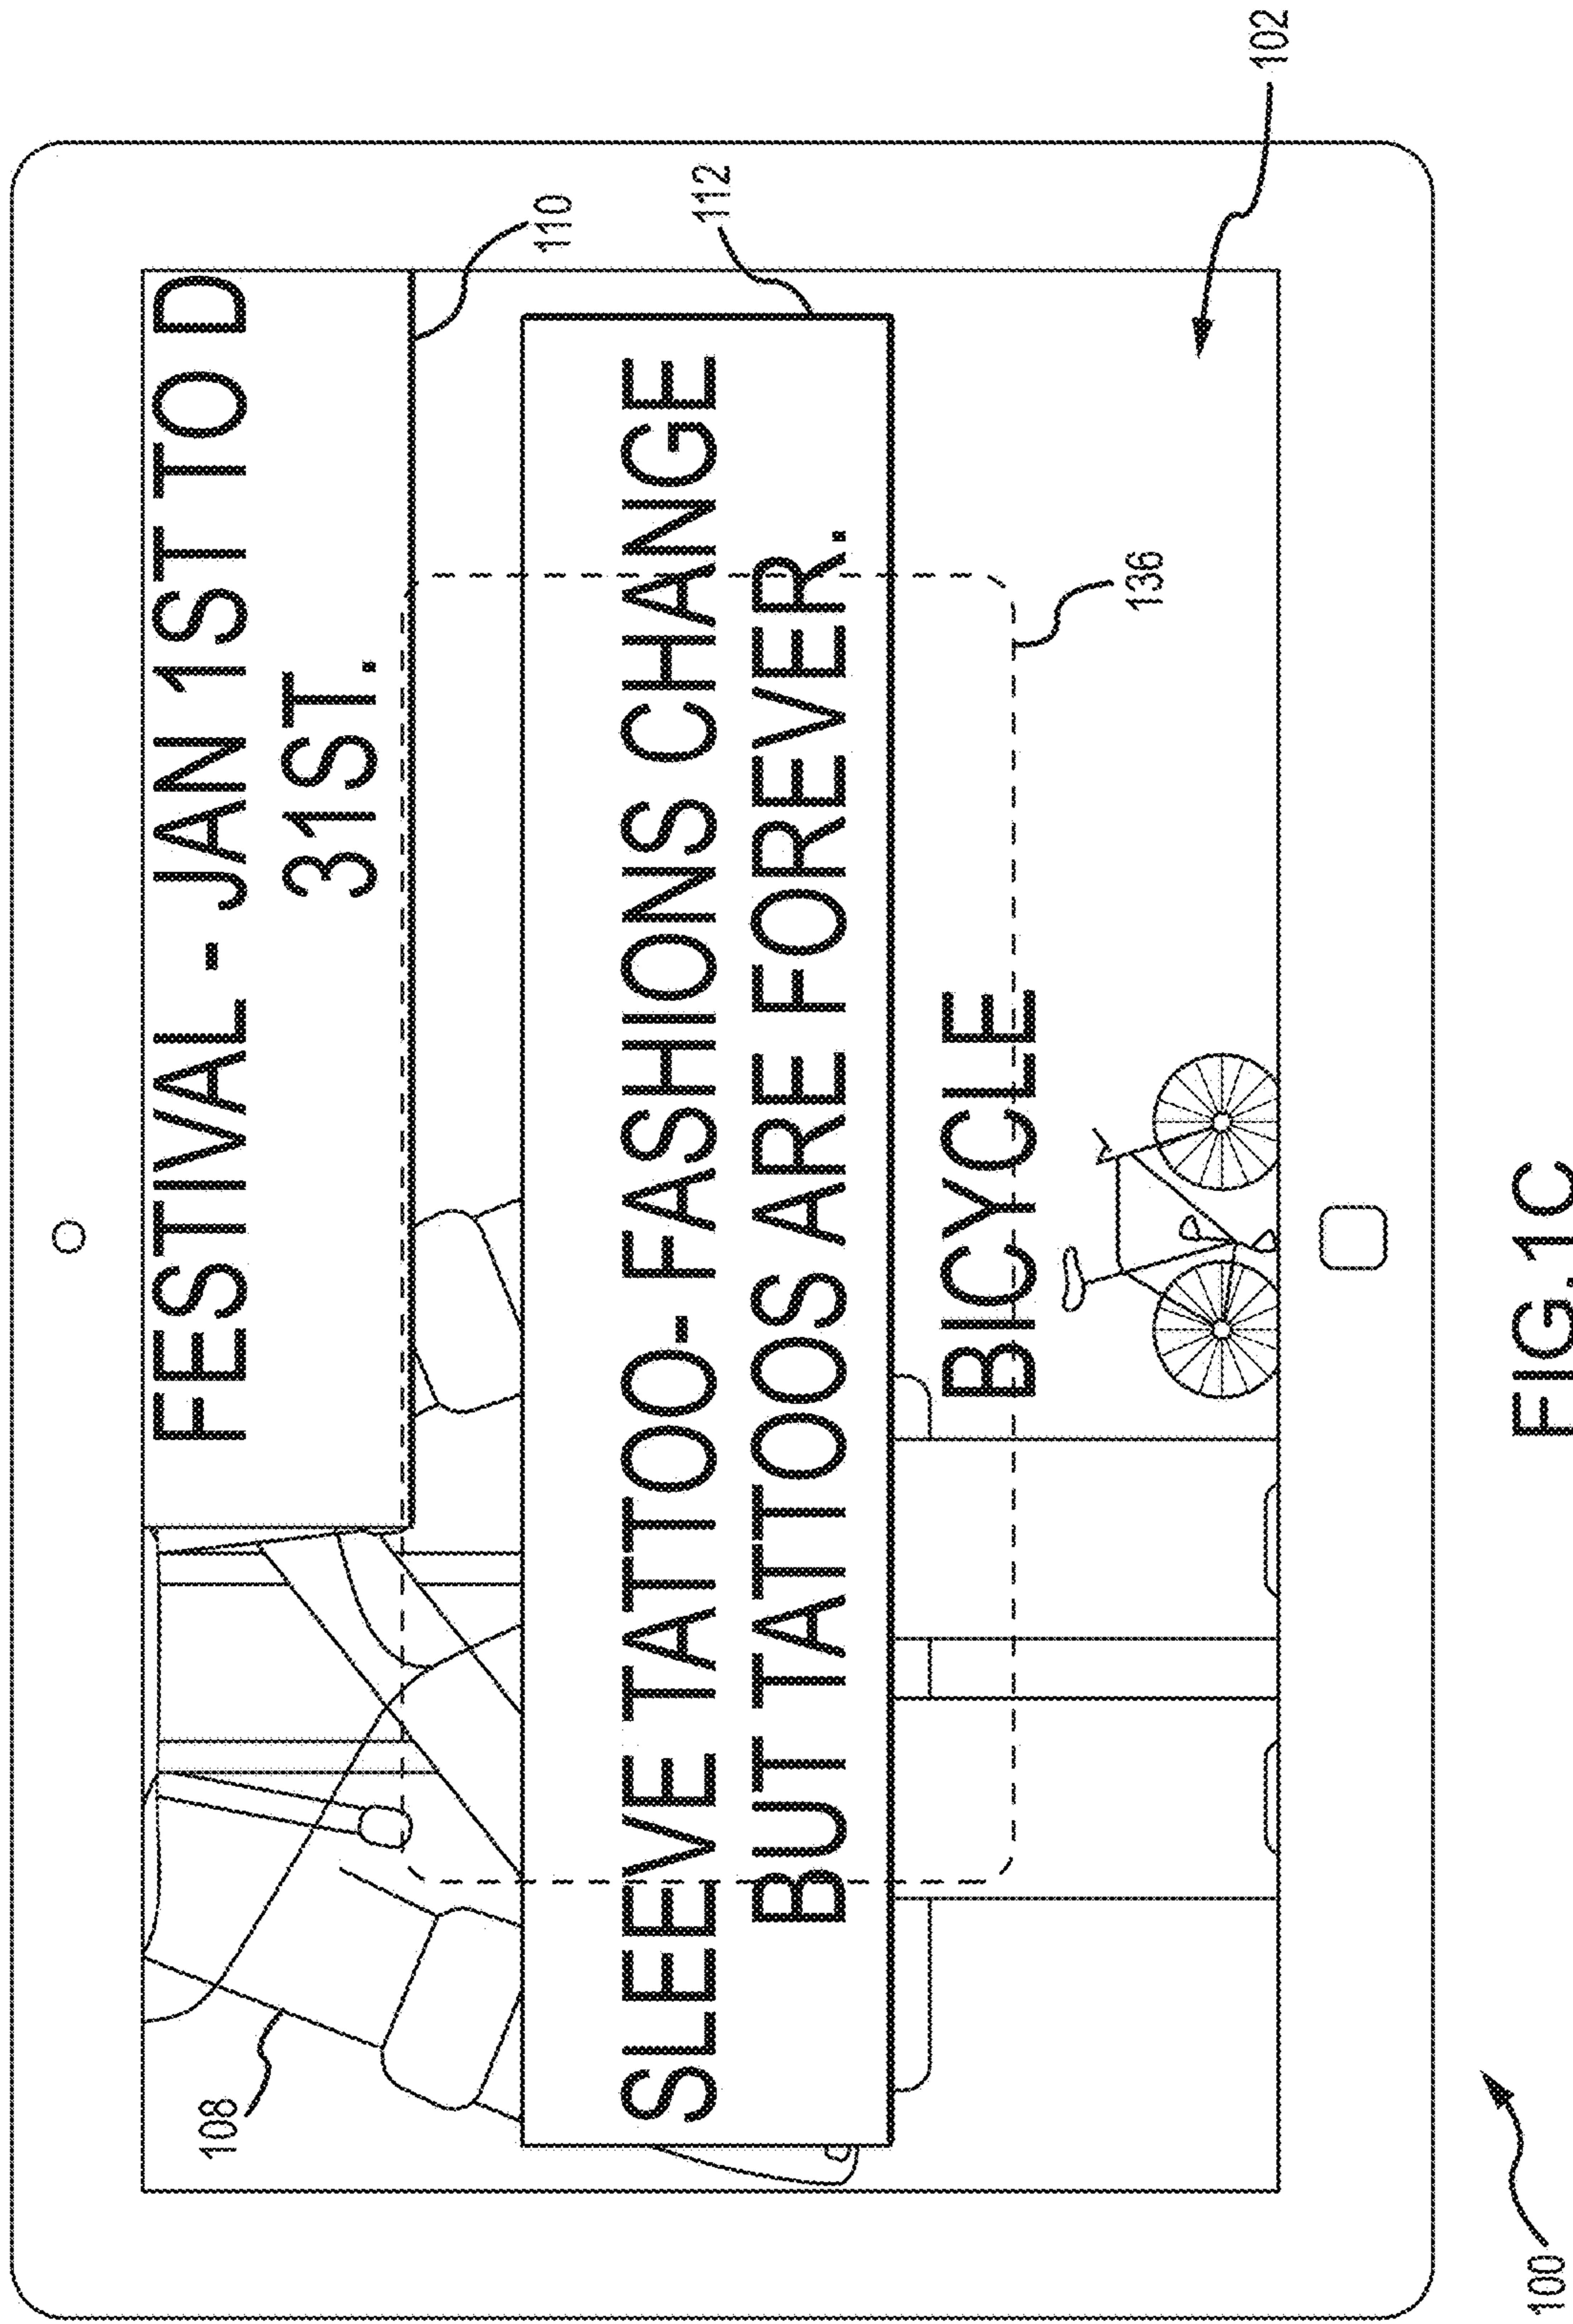 FESTIVAL - JAN 1ST TO D
31ST.
110
112
SLEEVE TATTOO- FASHIONS CHANGE
BUT TATTOOS ARE FOREVER.
108
BICYCLE
136
102
100
FIG. 1C